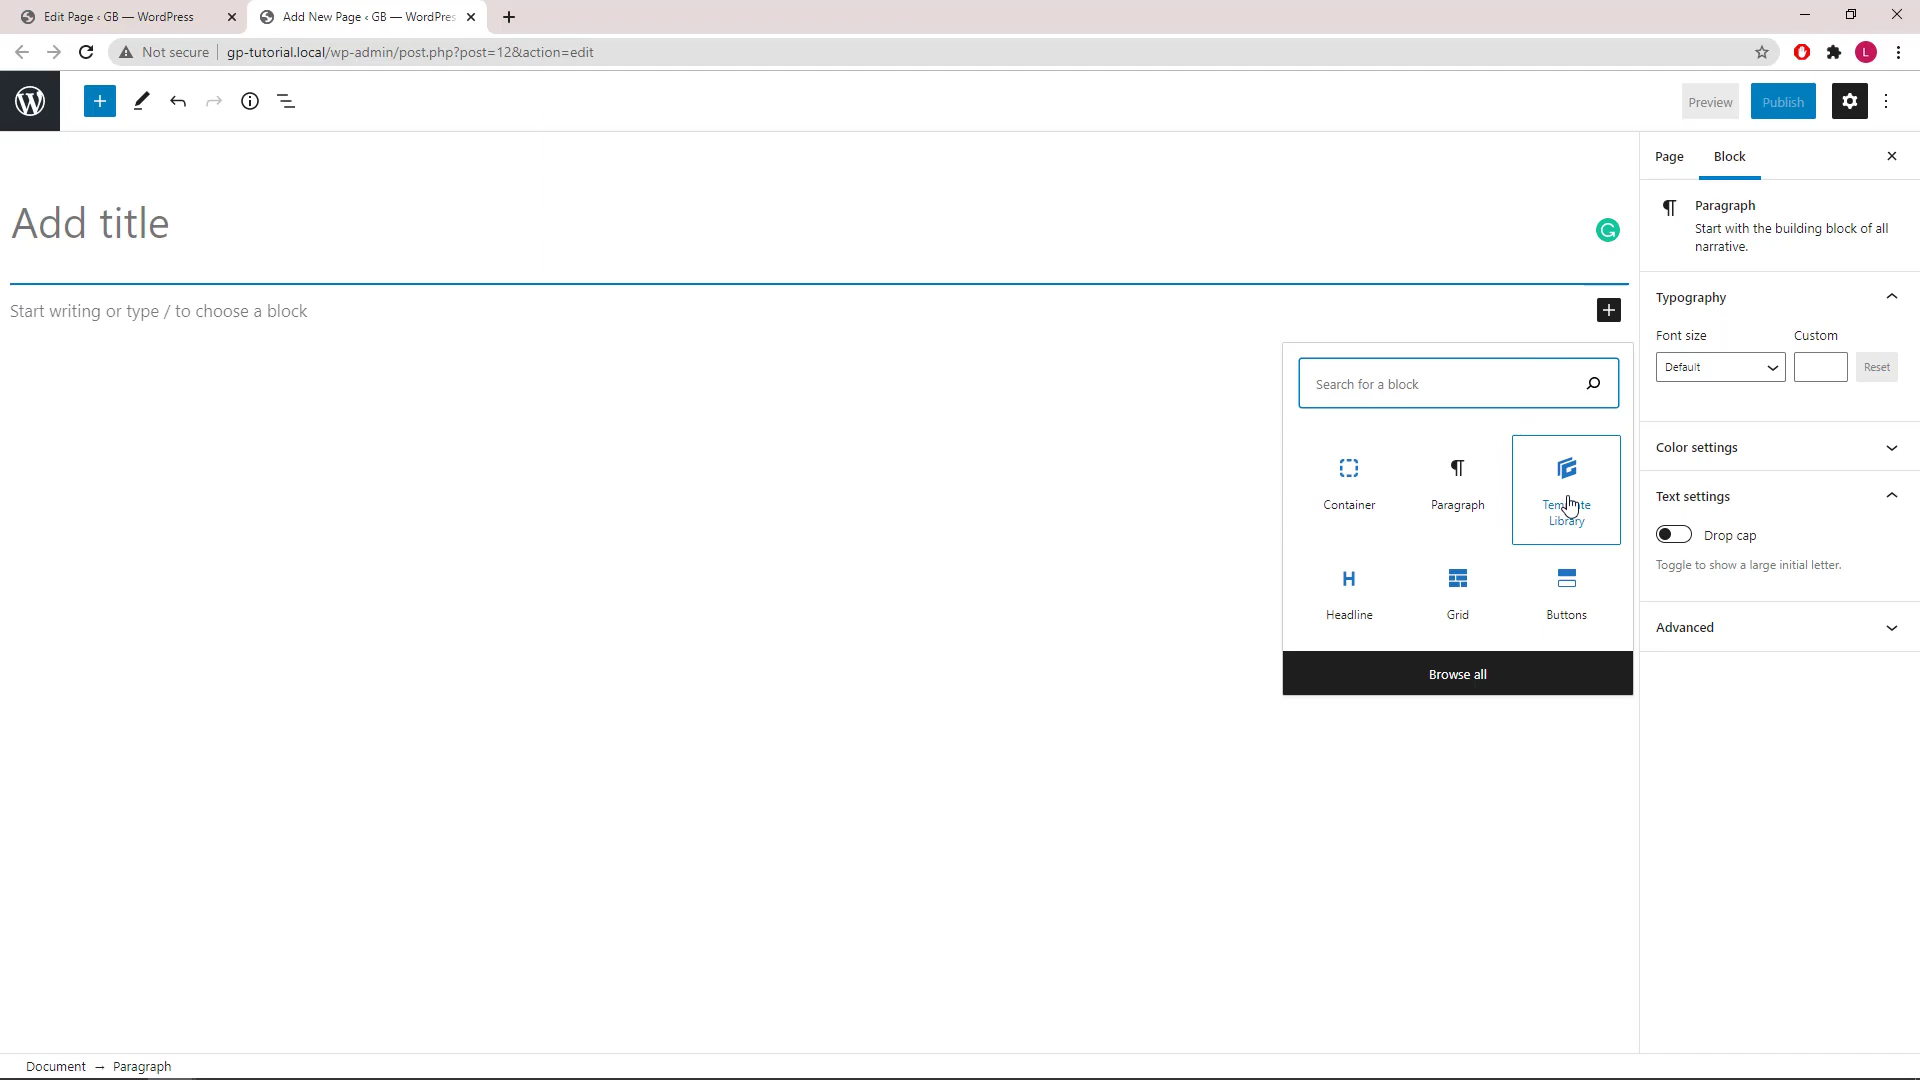 Edit Page ‹ GB — WordPress
Add New Page ‹ GB — WordPres
Not secure
gp-tutorial.local/wp-admin/post.php?post=12&action=edit
L
Preview
Publish
Page
Block
Add title
Paragraph
Start with the building block of all
narrative.
Start writing or type / to choose a block
Typography
Font size
Custom
Default
Reset
Search for a block
Color settings
Container
Paragraph
Template
Library
Text settings
Drop cap
Toggle to show a large initial letter.
Headline
Grid
Buttons
Advanced
Browse all
Document → Paragraph